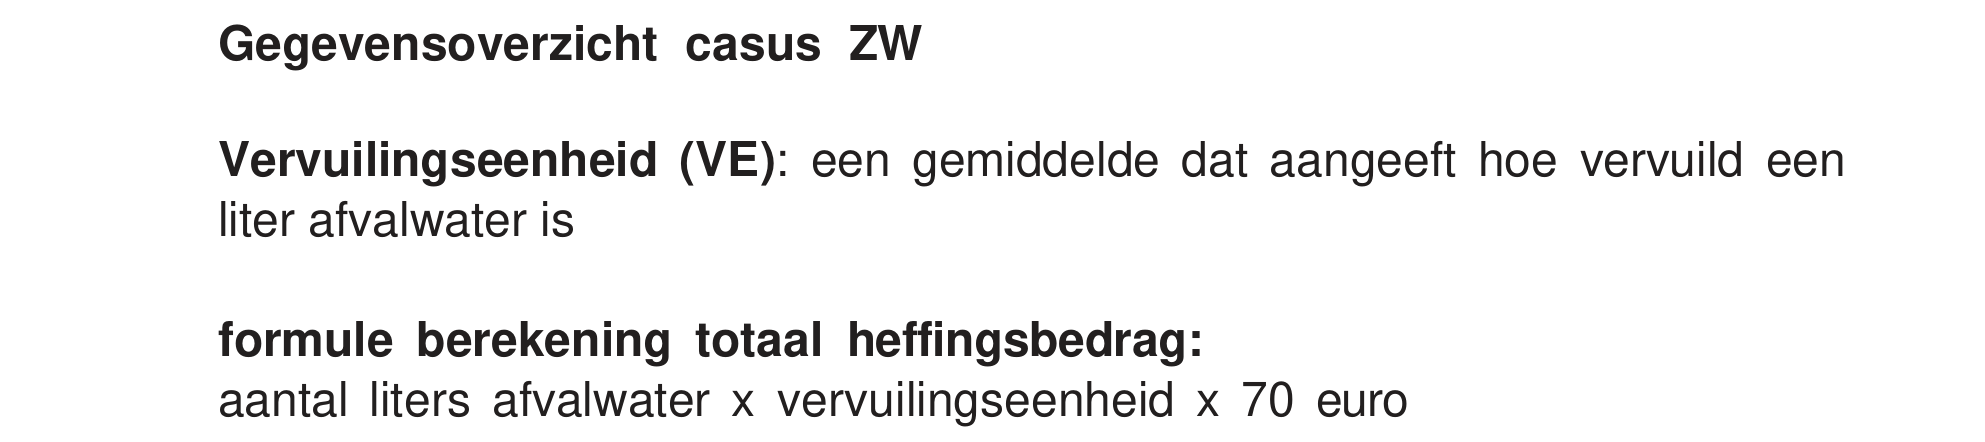 Gegevensoverzicht casus ZW
Vervuilingseenheid (VE): een gemiddelde dat aangeeft hoe vervuild een
liter afvalwater is
formule berekening totaal heffingsbedrag:
aantal liters afvalwater x vervuilingseenheid x 70 euro